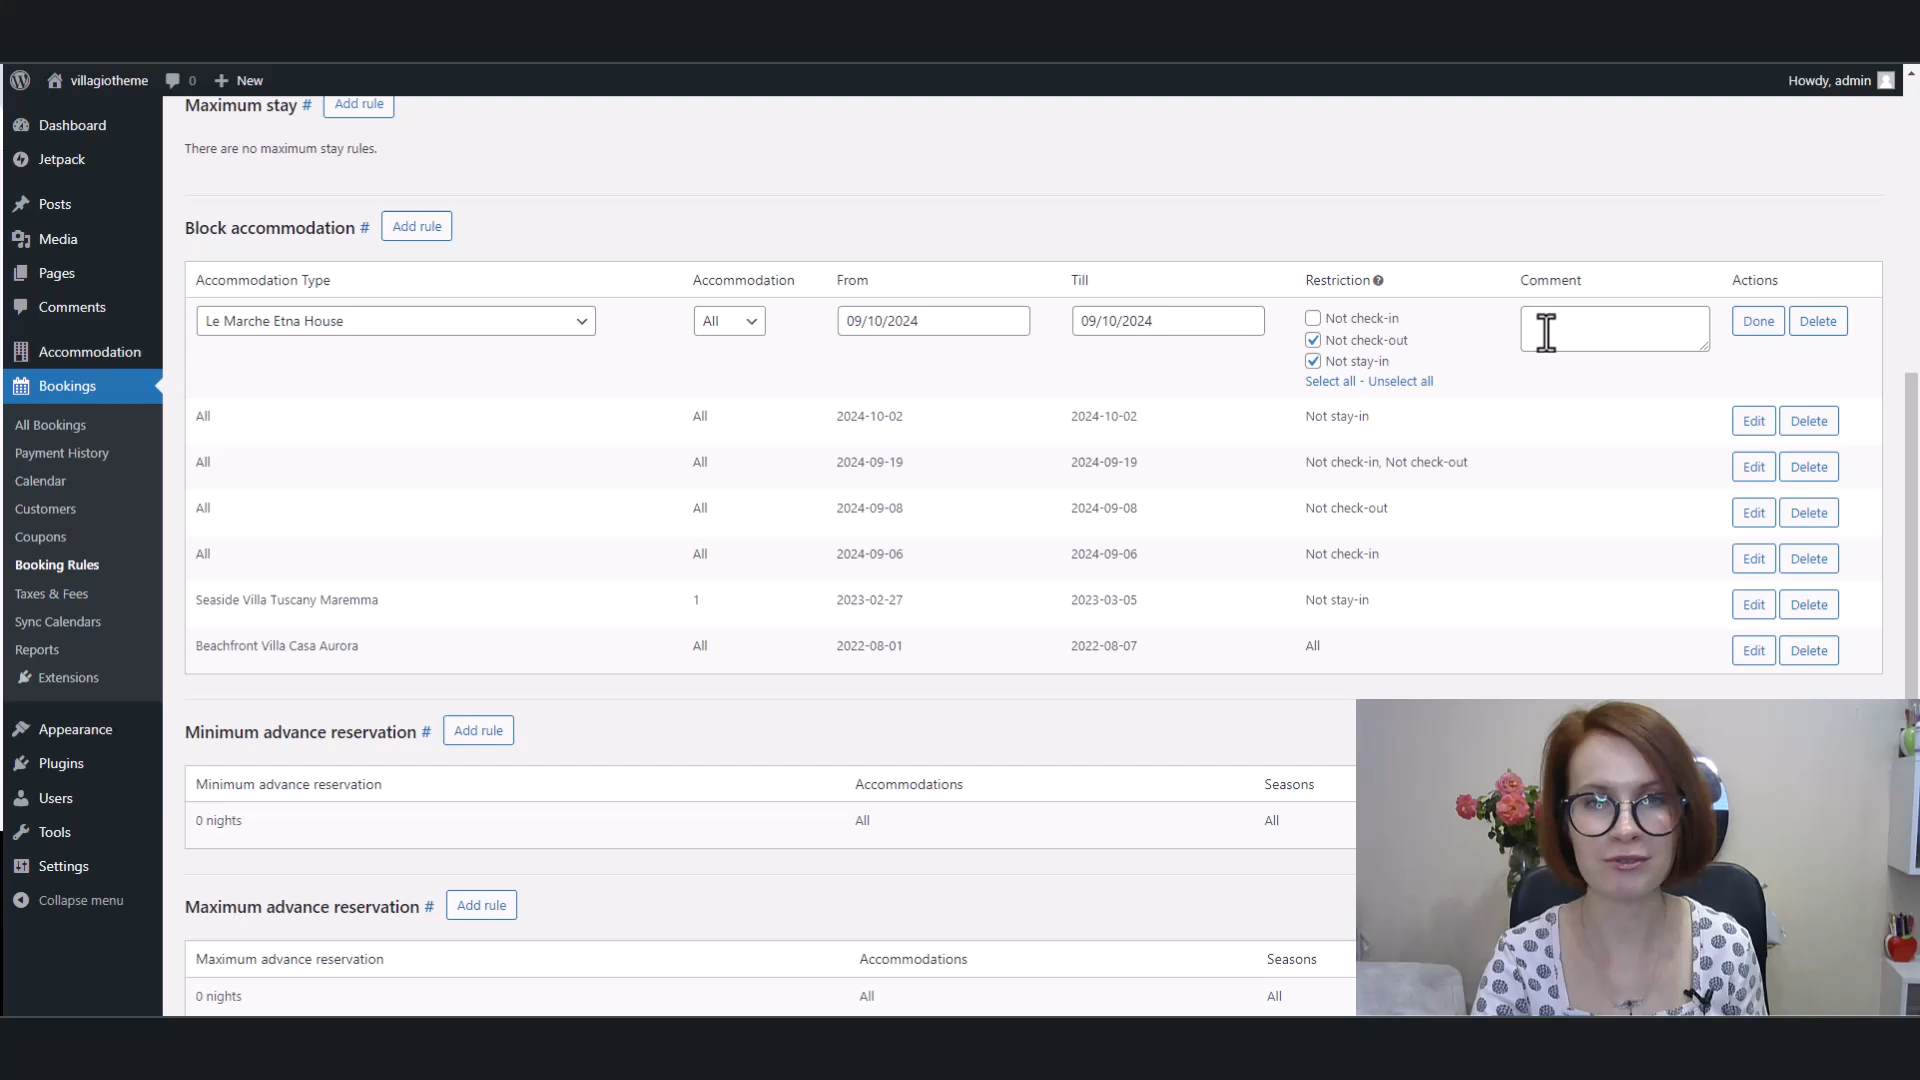 villagiotheme 0 New Howdy, admin
Dashboard
Jetpack
Posts
Media
Pages
Comments
Accommodation
Bookings
All Bookings
Payment History
Calendar
Customers
Coupons
Booking Rules
Taxes & Fees
Sync Calendars
Reports
Extensions
Appearance
Plugins
Users
Tools
Settings
Collapse menu
Maximum stay # Add rule
There are no maximum stay rules.
Block accommodation # Add rule
Accommodation Type Accommodation From Till Restriction Comment Actions
Le Marche Etna House All 09/10/2024 09/10/2024 Not check-in Done Delete
Not check-out
Not stay-in
Select all - Unselect all
All All 2024-10-02 2024-10-02 Not stay-in Edit Delete
All All 2024-09-19 2024-09-19 Not check-in, Not check-out Edit Delete
All All 2024-09-08 2024-09-08 Not check-out Edit Delete
All All 2024-09-06 2024-09-06 Not check-in Edit Delete
Seaside Villa Tuscany Maremma 1 2023-02-27 2023-03-05 Not stay-in Edit Delete
Beachfront Villa Casa Aurora All 2022-08-01 2022-08-07 All Edit Delete
Minimum advance reservation # Add rule
Minimum advance reservation Accommodations Seasons
0 nights All All
Maximum advance reservation # Add rule
Maximum advance reservation Accommodations Seasons
0 nights All All